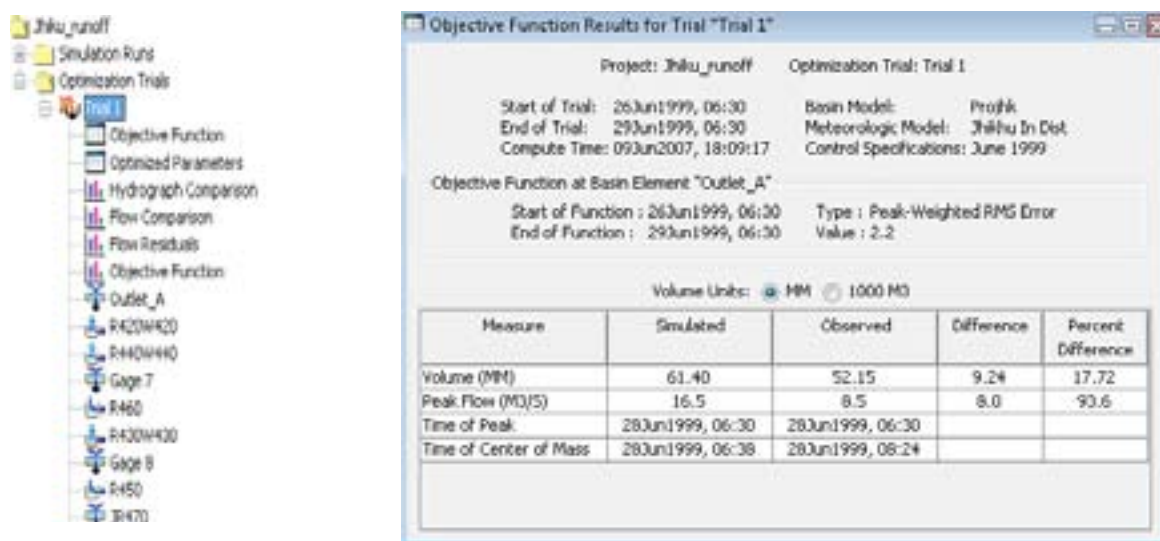 Jhiku_runoff
Simulation Runs
Optimization Trials
Trial 1
Objective Function
Optimized Parameters
Hydrograph Comparison
Flow Comparison
Flow Residuals
Objective Function
Outlet_A
R420W420
R440W440
Gage 7
R460
R430W430
Gage 8
R450
JR470
Objective Function Results for Trial "Trial 1"
Project: Jhiku_runoff Optimization Trial: Trial 1
Start of Trial: 26Jun1999, 06:30 Basin Model: Projhk
End of Trial: 29Jun1999, 06:30 Meteorologic Model: Jhikhu In Dist
Compute Time: 09Jun2007, 18:09:17 Control Specifications: June 1999
Objective Function at Basin Element "Outlet_A"
Start of Function : 26Jun1999, 06:30 Type : Peak-Weighted RMS Error
End of Function : 29Jun1999, 06:30 Value : 2.2
Volume Units: MM 1000 M3
Measure Simulated Observed Difference Percent Difference
Volume (MM) 61.40 52.15 9.24 17.72
Peak Flow (M3/S) 16.5 8.5 8.0 93.6
Time of Peak 28Jun1999, 06:30 28Jun1999, 06:30
Time of Center of Mass 28Jun1999, 06:38 28Jun1999, 08:24